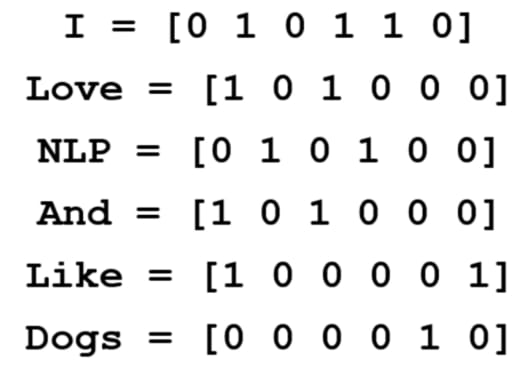 I = [0 1 0 1 1 0]
Love = [1 0 1 0 0 0]
NLP = [0 1 0 1 0 0]
And = [1 0 1 0 0 0]
Like = [1 0 0 0 0 1]
Dogs = [0 0 0 0 1 0]